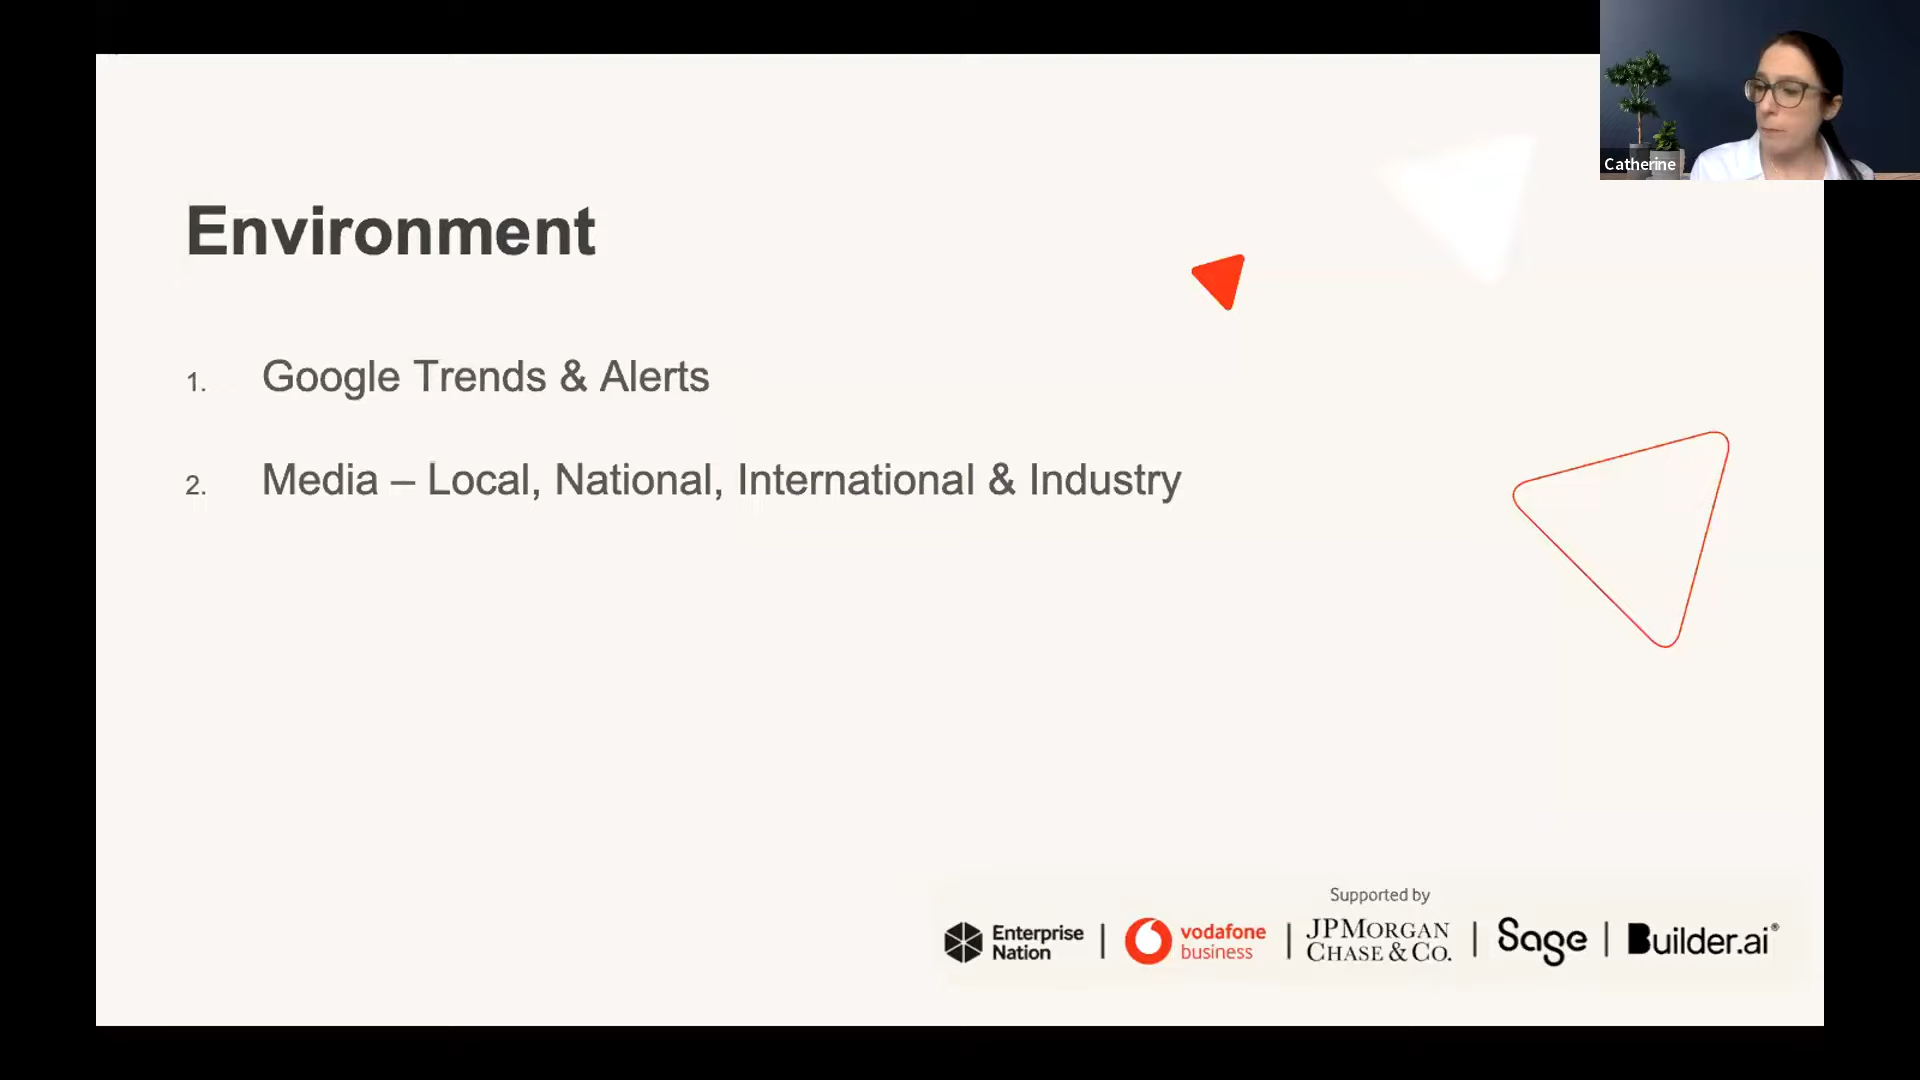 Catherine
Environment
1. Google Trends & Alerts
2. Media – Local, National, International & Industry
Supported by
Enterprise
Nation
vodafone
business
JPMORGAN
CHASE & CO.
Sage
Builder.ai®